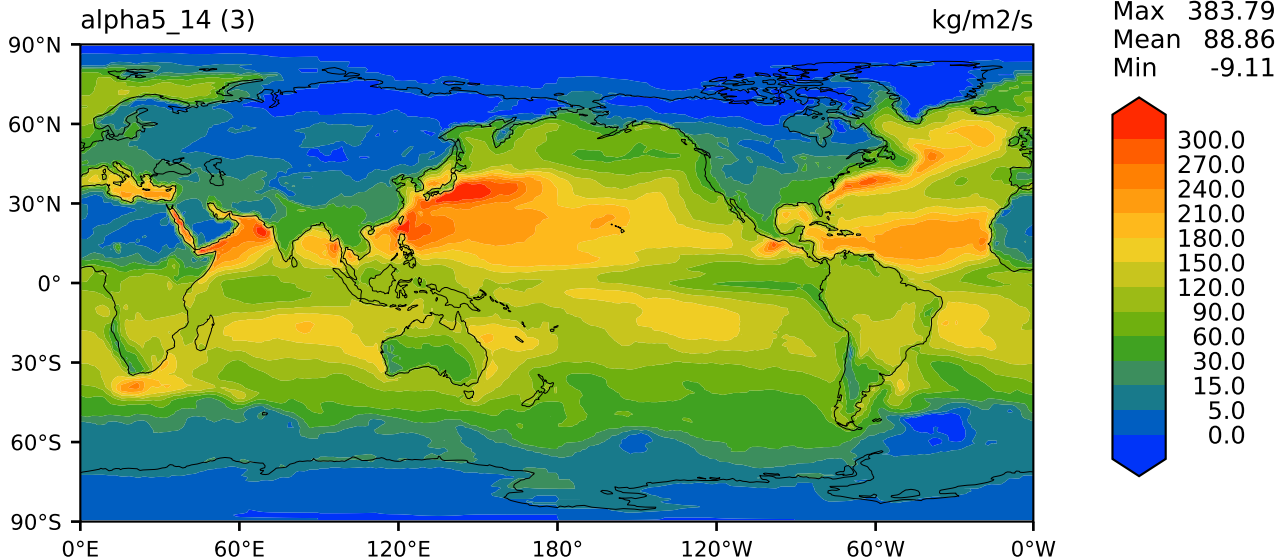 alpha5_14 (3)
kg/m2/s
Max 383.79
Mean 88.86
Min -9.11
90°N
60°N
30°N
0°
30°S
60°S
90°S
0°E
60°E
120°E
180°
120°W
60°W
0°W
300.0
270.0
240.0
210.0
180.0
150.0
120.0
90.0
60.0
30.0
15.0
5.0
0.0